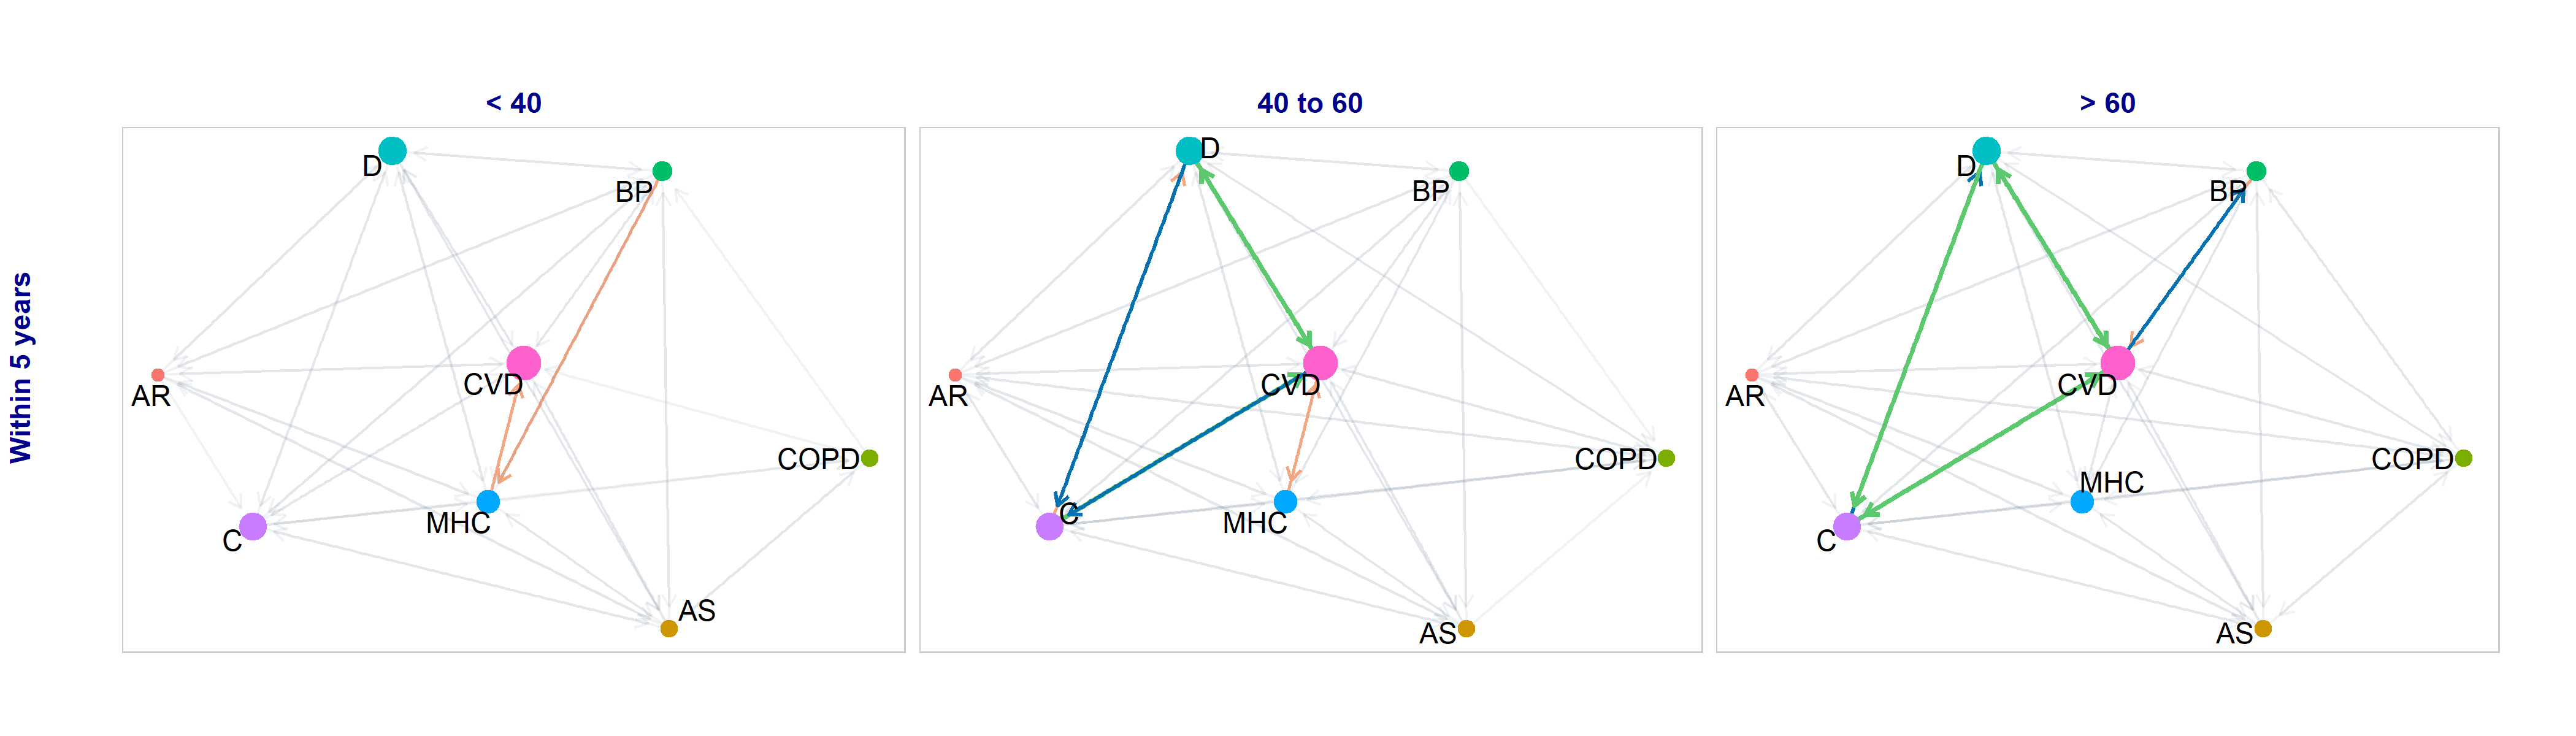 < 40
40 to 60
> 60
Within 5 years
D
BP
AR
CVD
COPD
MHC
C
AS
D
BP
AR
CVD
COPD
C
MHC
AS
D
BP
AR
CVD
COPD
MHC
C
AS